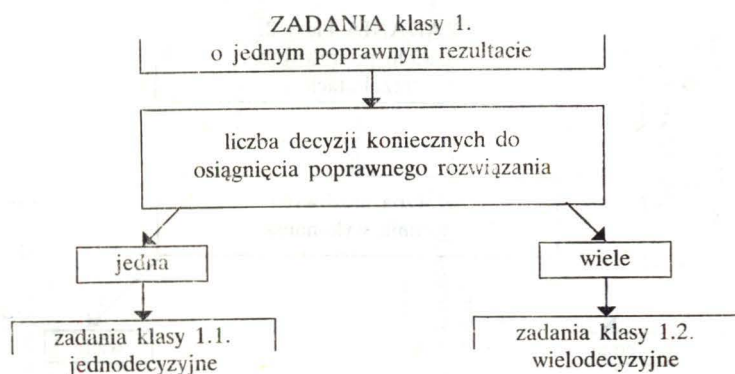 ZADANIA klasy 1.
o jednym poprawnym rezultacie
liczba decyzji koniecznych do
osiągnięcia poprawnego rozwiązania
jedna
wiele
zadania klasy 1.1.
jednodecyzyjne
zadania klasy 1.2.
wielodecyzyjne